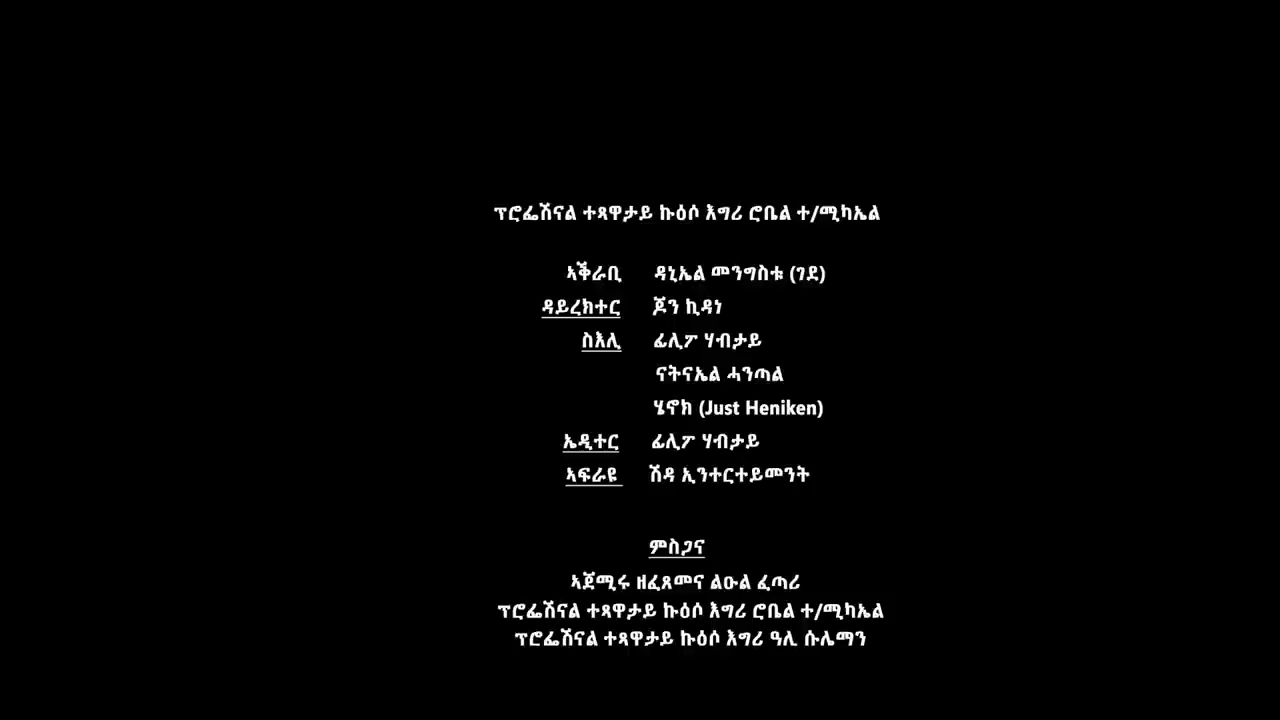 ፕሮፌሽናል ተጻዋታይ ኩዕሶ እግሪ ሮቤል ተ/ሚካኤል
ኣቕራቢ ዳኒኤል መንግስቱ (ገደ)
ዳይረክተር ጆን ኪዳነ
ስእሊ ፊሊፖ ሃብታይ
ናትናኤል ሓንጣል
ሄኖክ (Just Heniken)
ኤዲተር ፊሊፖ ሃብታይ
ኣፍራዪ ሽዳ ኢንተርተይመንት
ምስጋና
ኣጀሚሩ ዘፈጸመና ልዑል ፈጣሪ
ፕሮፌሽናል ተጻዋታይ ኩዕሶ እግሪ ሮቤል ተ/ሚካኤል
ፕሮፌሽናል ተጻዋታይ ኩዕሶ እግሪ ዓሊ ሱሌማን